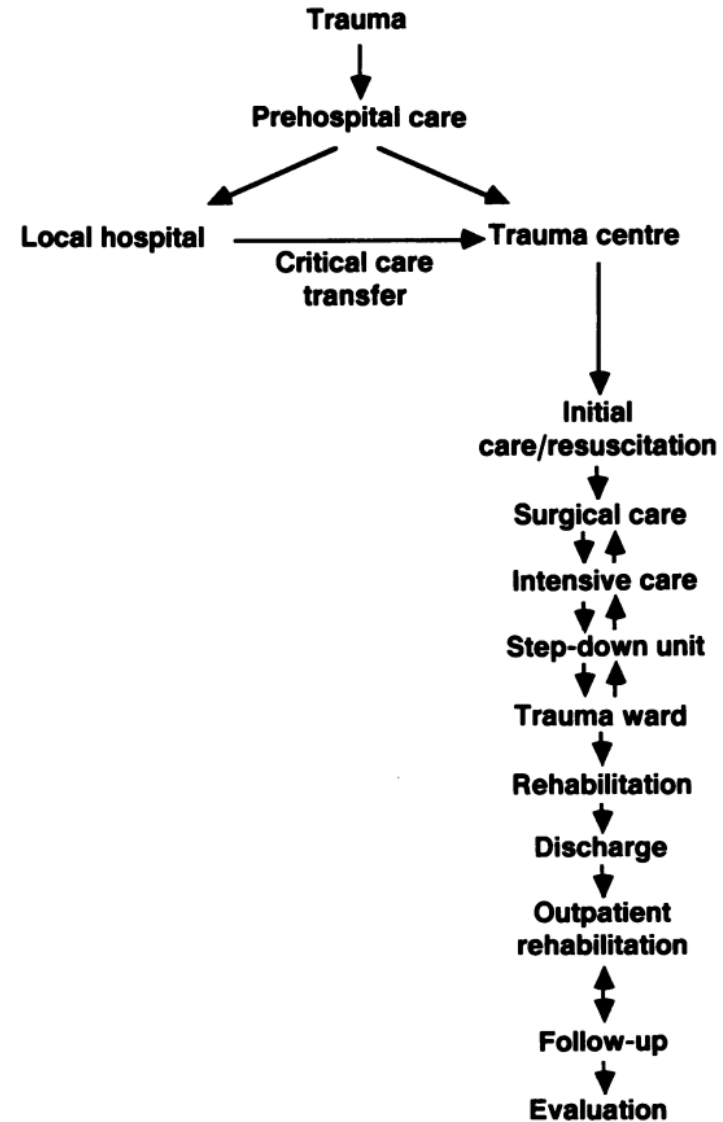 Trauma
Prehospital care
Local hospital
Trauma centre
Critical care
transfer
Initial
care/resuscitation
Surgical care
Intensive care
Step-down unit
Trauma ward
Rehabilitation
Discharge
Outpatient
rehabilitation
Follow-up
Evaluation